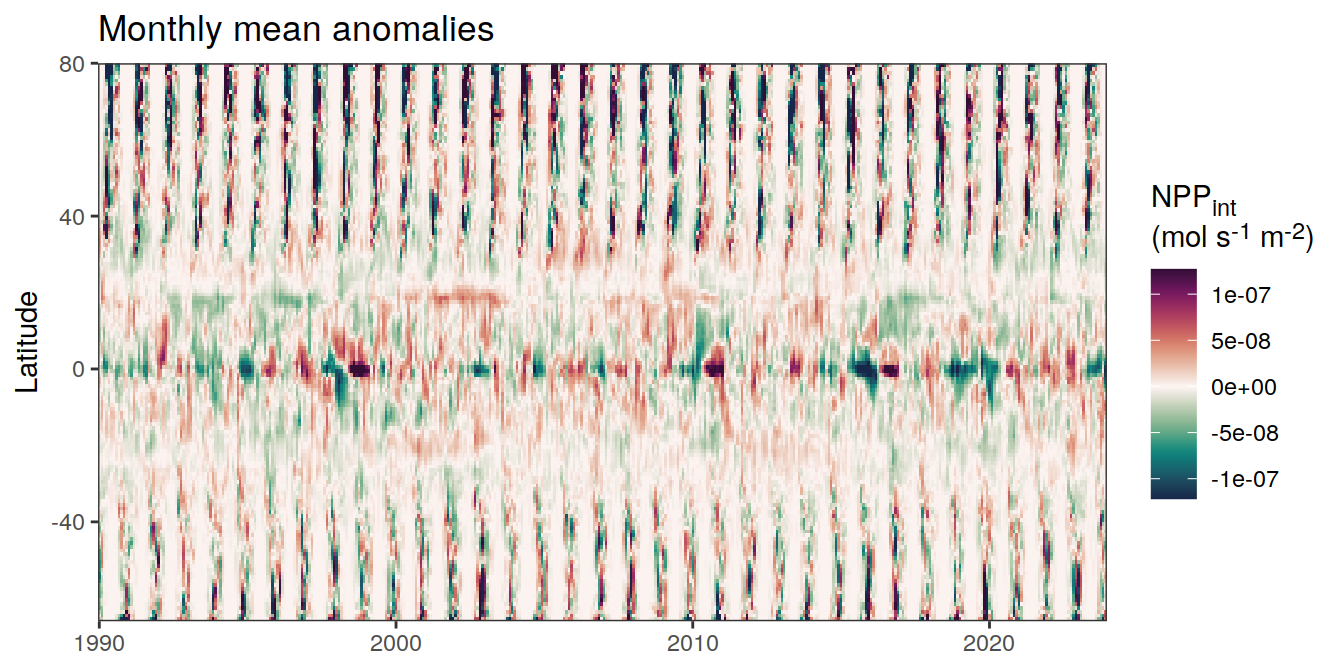 Monthly mean anomalies
80
40
0
-40
Latitude
1990 2000 2010 2020
NPPint
(mol s-1 m-2)
1e-07
5e-08
0e+00
-5e-08
-1e-07